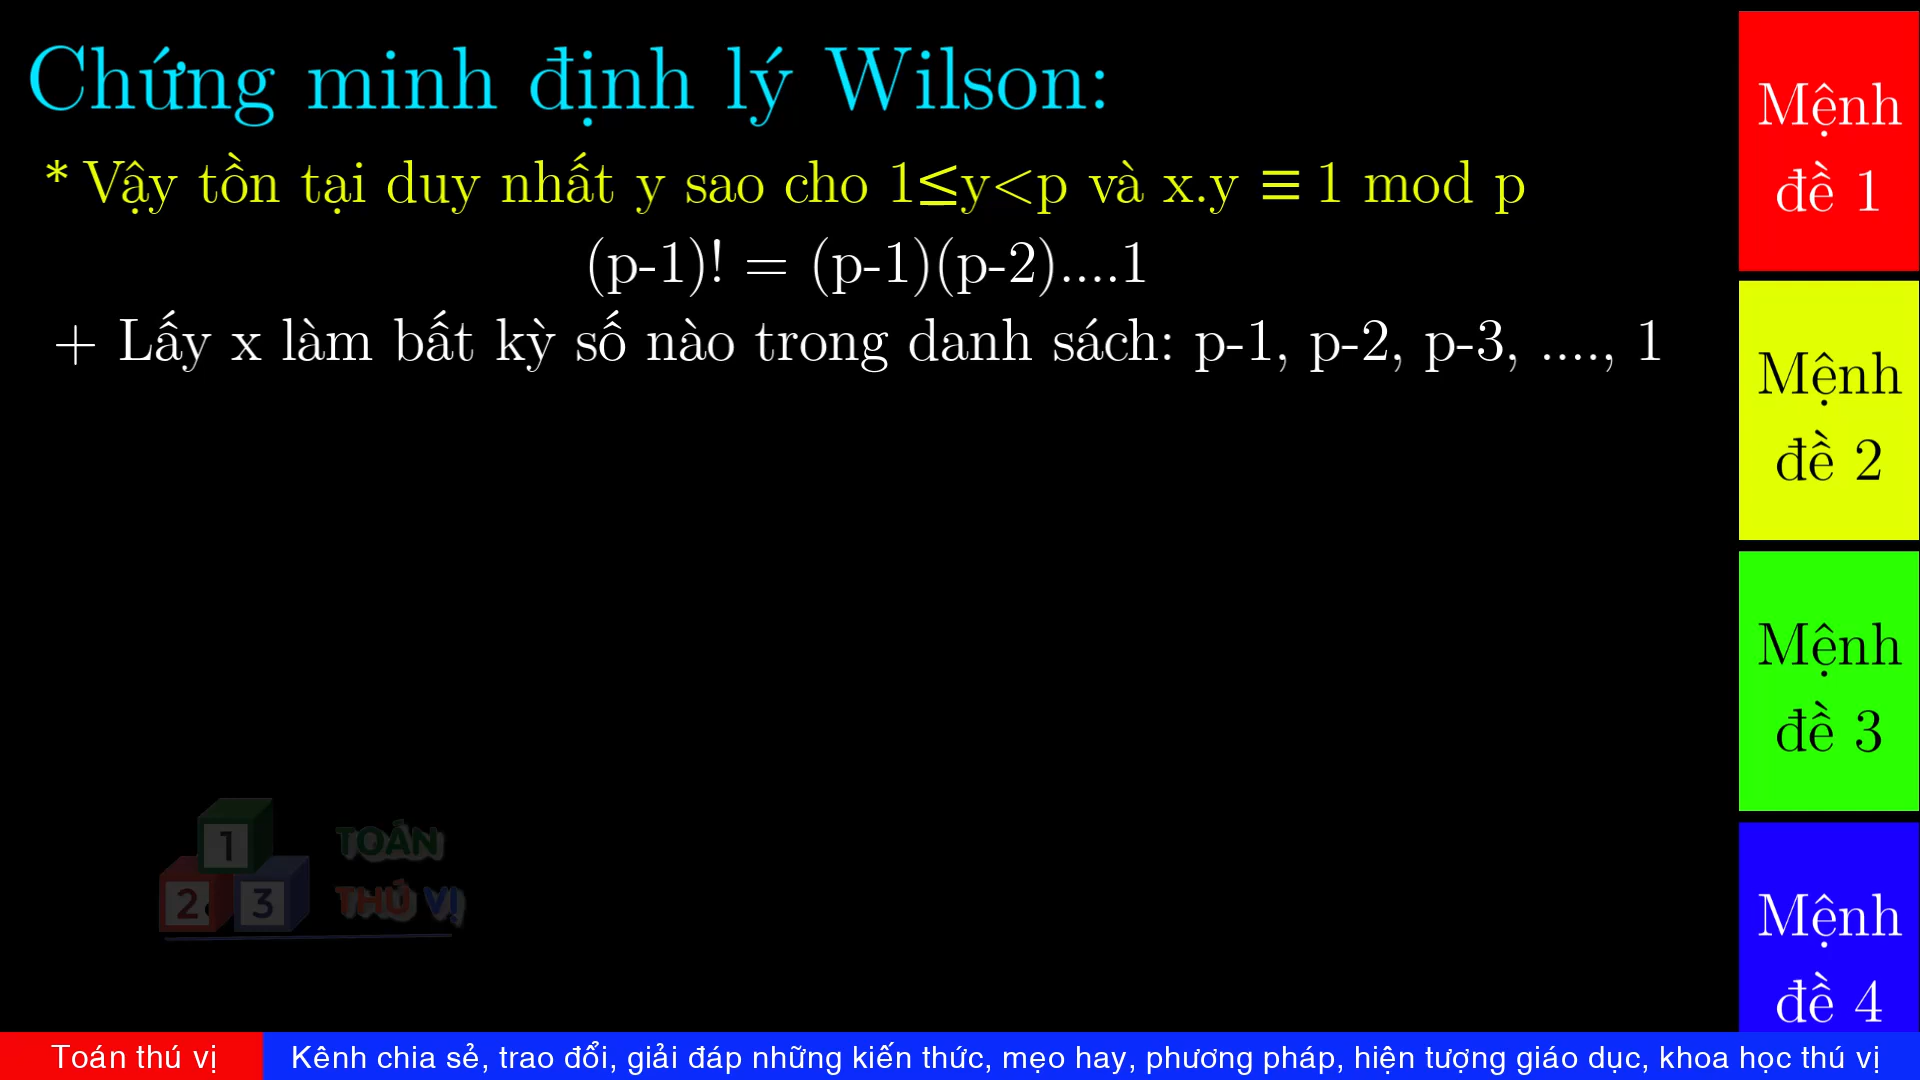 Chứng minh định lý Wilson:
* Vậy tồn tại duy nhất y sao cho 1≤y<p và x.y ≡ 1 mod p
(p-1)! = (p-1)(p-2)....1
+ Lấy x làm bất kỳ số nào trong danh sách: p-1, p-2, p-3, ...., 1
Mệnh
đề 1
Mệnh
đề 2
Mệnh
đề 3
Mệnh
đề 4
1
2 3
TOÁN
THÚ VỊ
Toán thú vị
Kênh chia sẻ, trao đổi, giải đáp những kiến thức, mẹo hay, phương pháp, hiện tượng giáo dục, khoa học thú vị